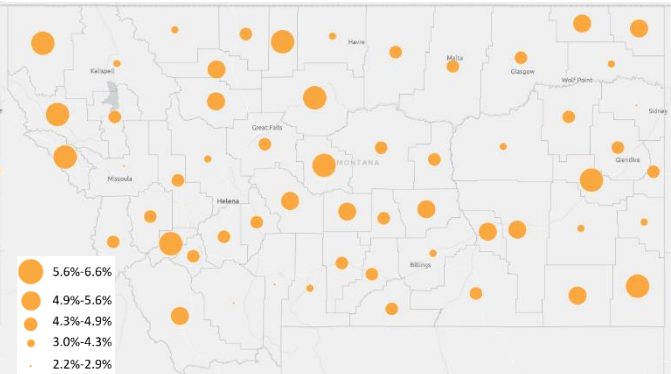 Havre
Kalispell
Malta
Glasgow
Wolf Point
Sidney
Great Falls
MONTANA
Glendive
Missoula
Helena
Billings
5.6%-6.6%
4.9%-5.6%
4.3%-4.9%
3.0%-4.3%
2.2%-2.9%